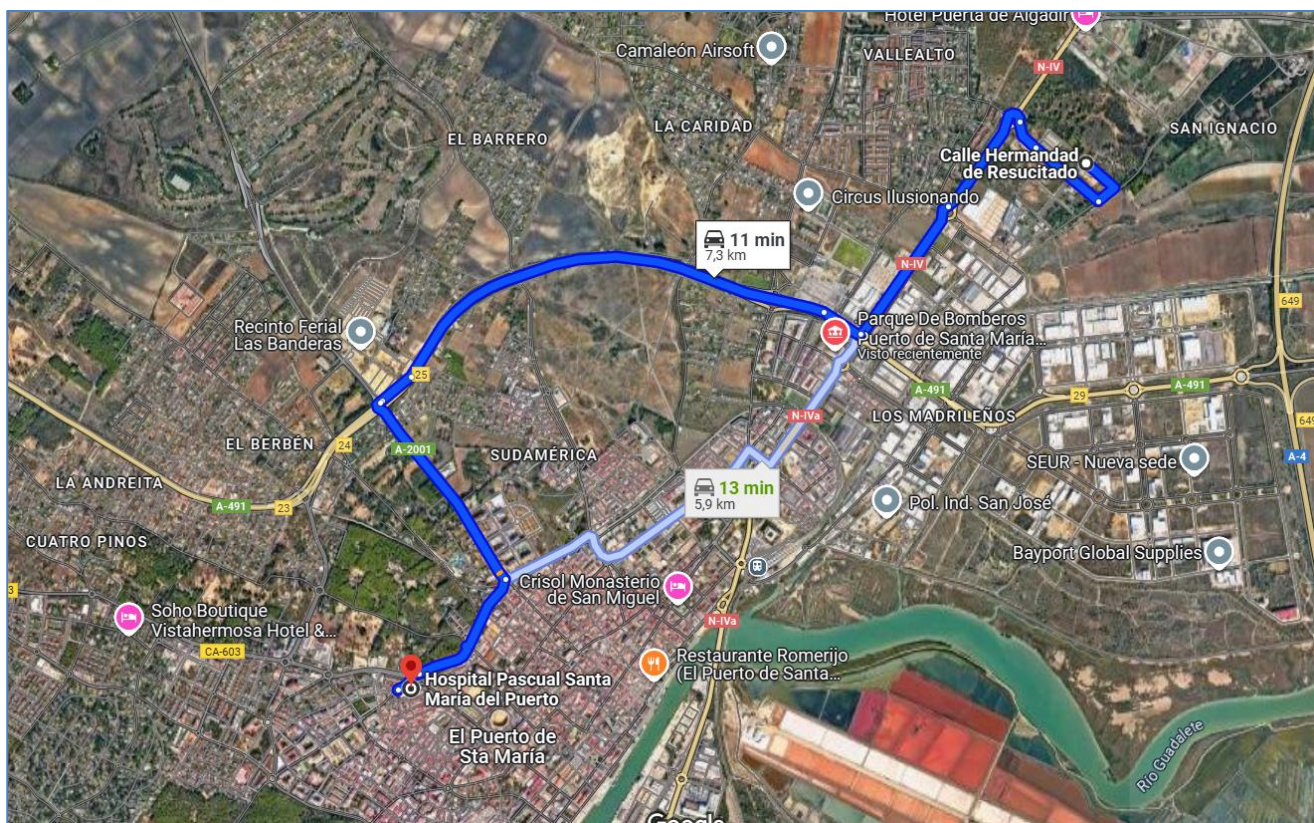 Hotel Puerta de Algadir
Camaleón Airsoft
VALLEALTO
N-IV
EL BARRERO
LA CARIDAD
SAN IGNACIO
Calle Hermandad
de Resucitado
Circus Ilusionando
11 min
7,3 km
N-IV
649
Recinto Ferial
Las Banderas
Parque De Bomberos
Puerto de Santa María...
Visto recientemente
25
A-491
29
A-491
N-IVa
LOS MADRILEÑOS
649
EL BERBÉN
24
A-2001
SUDAMÉRICA
A-4
SEUR - Nueva sede
LA ANDREITA
13 min
5,9 km
A-491
23
Pol. Ind. San José
CUATRO PINOS
Bayport Global Supplies
3
Crisol Monasterio
de San Miguel
Soho Boutique
Vistahermosa Hotel &...
N-IVa
CA-603
Restaurante Romerijo
(El Puerto de Santa...
Hospital Pascual Santa
María del Puerto
El Puerto de
Sta María
Río Guadalete
Google